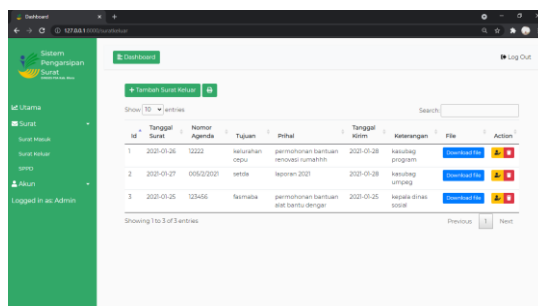 Dashboard
127.0.0.1:8000/suratkeluar
Sistem
Pengarsipan
Surat
Dashboard
Log Out
+ Tambah Surat Keluar
Utama
Surat
Surat Masuk
Surat Keluar
SPPD
Akun
Logged in as: Admin
Show 10 entries
Search:
Id Tanggal Surat Nomor Agenda Tujuan Prihal Tanggal Kirim Keterangan File Action
1 2021-01-26 12222 kelurahan cepu permohonan bantuan renovasi rumahhh 2021-01-28 kasubag program Download file
2 2021-01-27 005/2/2021 setda laporan 2021 2021-01-28 kasubag umpeg Download file
3 2021-01-25 123456 fasmaba permohonan bantuan alat bantu dengar 2021-01-25 kepala dinas sosial Download file
Showing 1 to 3 of 3 entries
Previous 1 Next